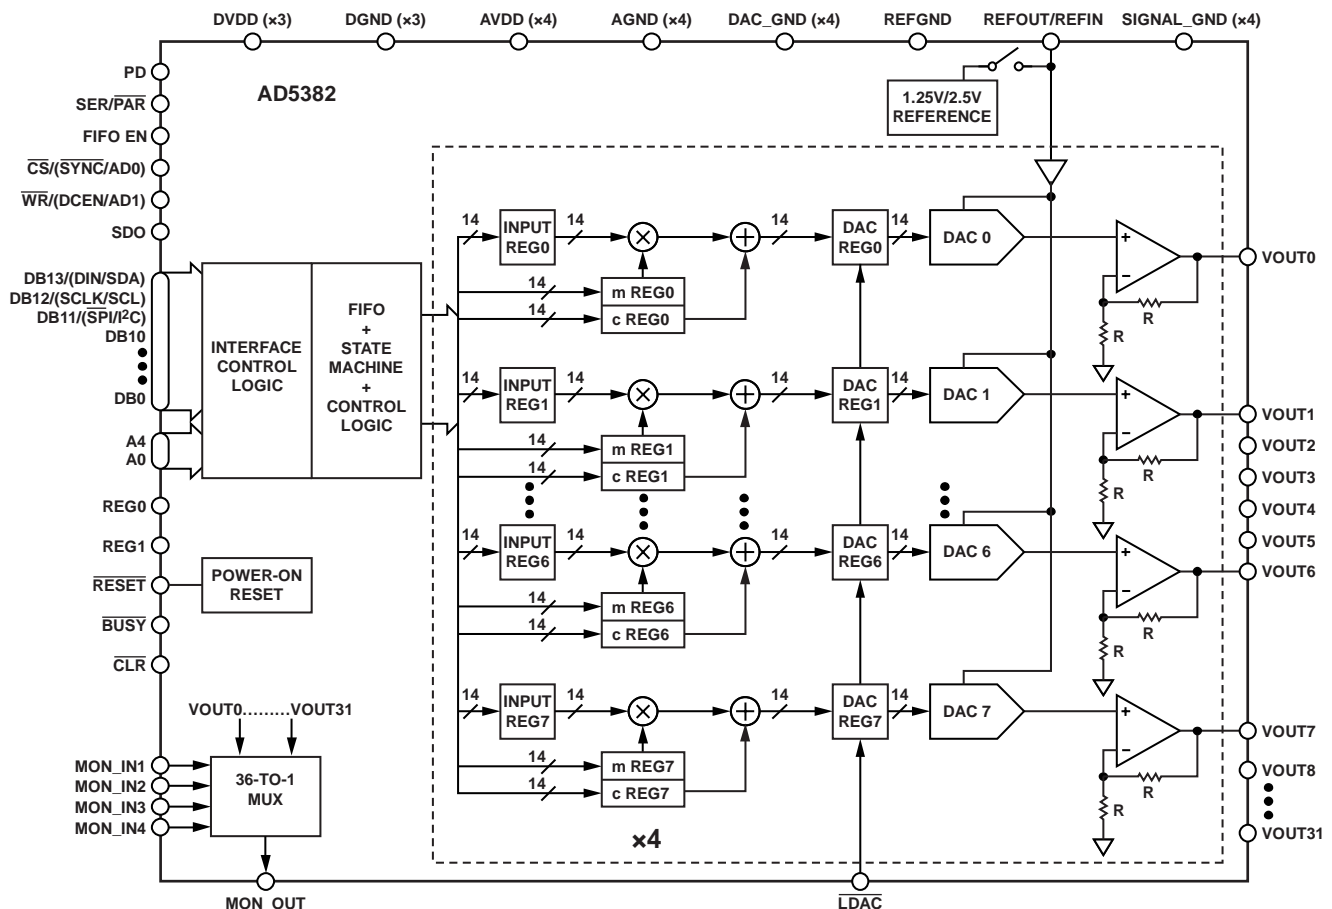 DVDD (×3) DGND (×3) AVDD (×4) AGND (×4) DAC_GND (×4) REFGND REFOUT/REFIN SIGNAL_GND (×4)
PD
SER/PAR
FIFO EN
CS/(SYNC/AD0)
WR/(DCEN/AD1)
SDO
DB13/(DIN/SDA)
DB12/(SCLK/SCL)
DB11/(SPI/I²C)
DB10
DB0
A4
A0
REG0
REG1
RESET
BUSY
CLR
AD5382
1.25V/2.5V
REFERENCE
INTERFACE
CONTROL
LOGIC
FIFO
+
STATE
MACHINE
+
CONTROL
LOGIC
POWER-ON
RESET
VOUT0.........VOUT31
MON_IN1
MON_IN2
MON_IN3
MON_IN4
36-TO-1
MUX
MON_OUT
14
INPUT
REG0
14
×
+
14
DAC
REG0
14
DAC 0
+
−
R
R
14
m REG0
14
c REG0
VOUT0
14
INPUT
REG1
14
×
+
14
DAC
REG1
14
DAC 1
+
−
R
R
14
m REG1
14
c REG1
VOUT1
VOUT2
VOUT3
VOUT4
VOUT5
14
INPUT
REG6
14
×
+
14
DAC
REG6
14
DAC 6
+
−
R
R
14
m REG6
14
c REG6
VOUT6
14
INPUT
REG7
14
×
+
14
DAC
REG7
14
DAC 7
+
−
R
R
14
m REG7
14
c REG7
VOUT7
VOUT8
VOUT31
×4
LDAC